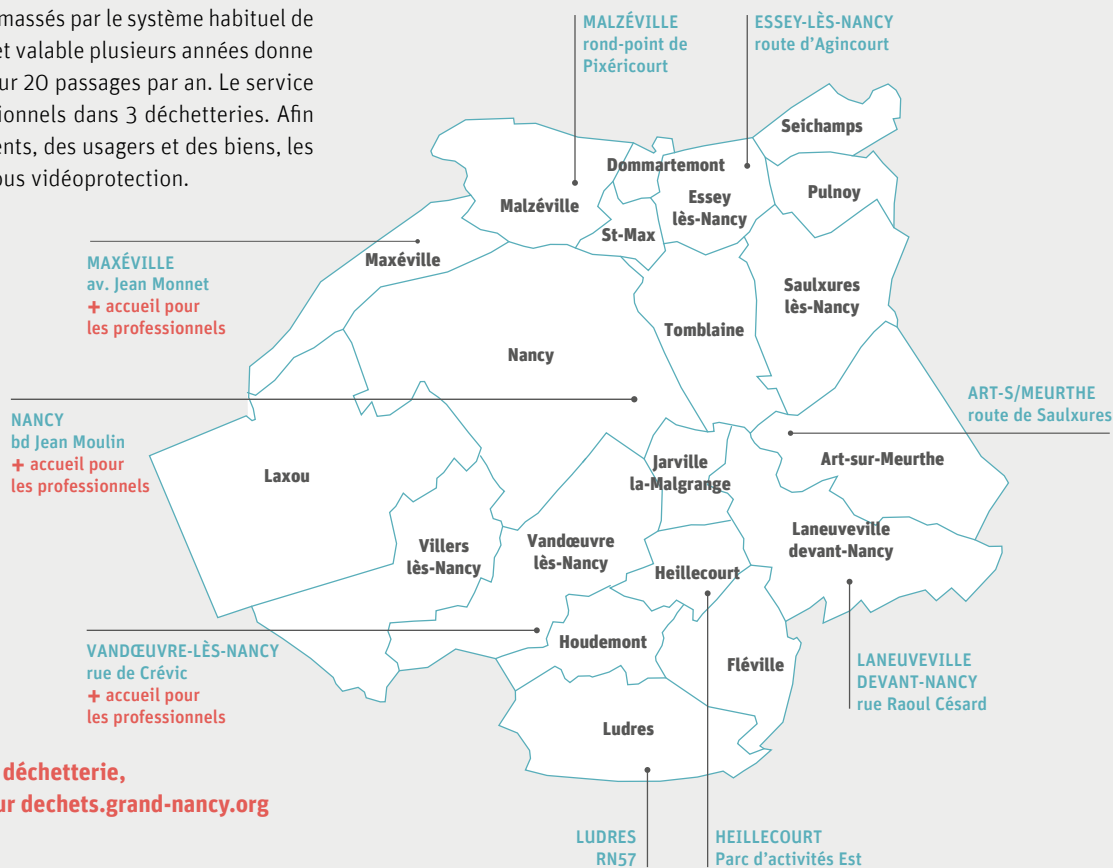 massés par le système habituel de
et valable plusieurs années donne
ur 20 passages par an. Le service
ionnels dans 3 déchetteries. Afin
ents, des usagers et des biens, les
ous vidéoprotection.
MALZÉVILLE
rond-point de
Pixéricourt
ESSEY-LÈS-NANCY
route d'Agincourt
Seichamps
Dommartemont
Pulnoy
Malzéville
Essey
lès-Nancy
St-Max
MAXÉVILLE
av. Jean Monnet
+ accueil pour
les professionnels
Maxéville
Saulxures
lès-Nancy
Tomblaine
Nancy
ART-S/MEURTHE
route de Saulxures
NANCY
bd Jean Moulin
+ accueil pour
les professionnels
Laxou
Jarville
la-Malgrange
Art-sur-Meurthe
Laneuveville
devant-Nancy
Villers
lès-Nancy
Vandœuvre
lès-Nancy
Heillecourt
VANDŒUVRE-LÈS-NANCY
rue de Crévic
+ accueil pour
les professionnels
Houdemont
Fléville
LANEUVEVILLE
DEVANT-NANCY
rue Raoul Césard
Ludres
déchetterie,
ur dechets.grand-nancy.org
LUDRES
RN57
HEILLECOURT
Parc d'activités Est